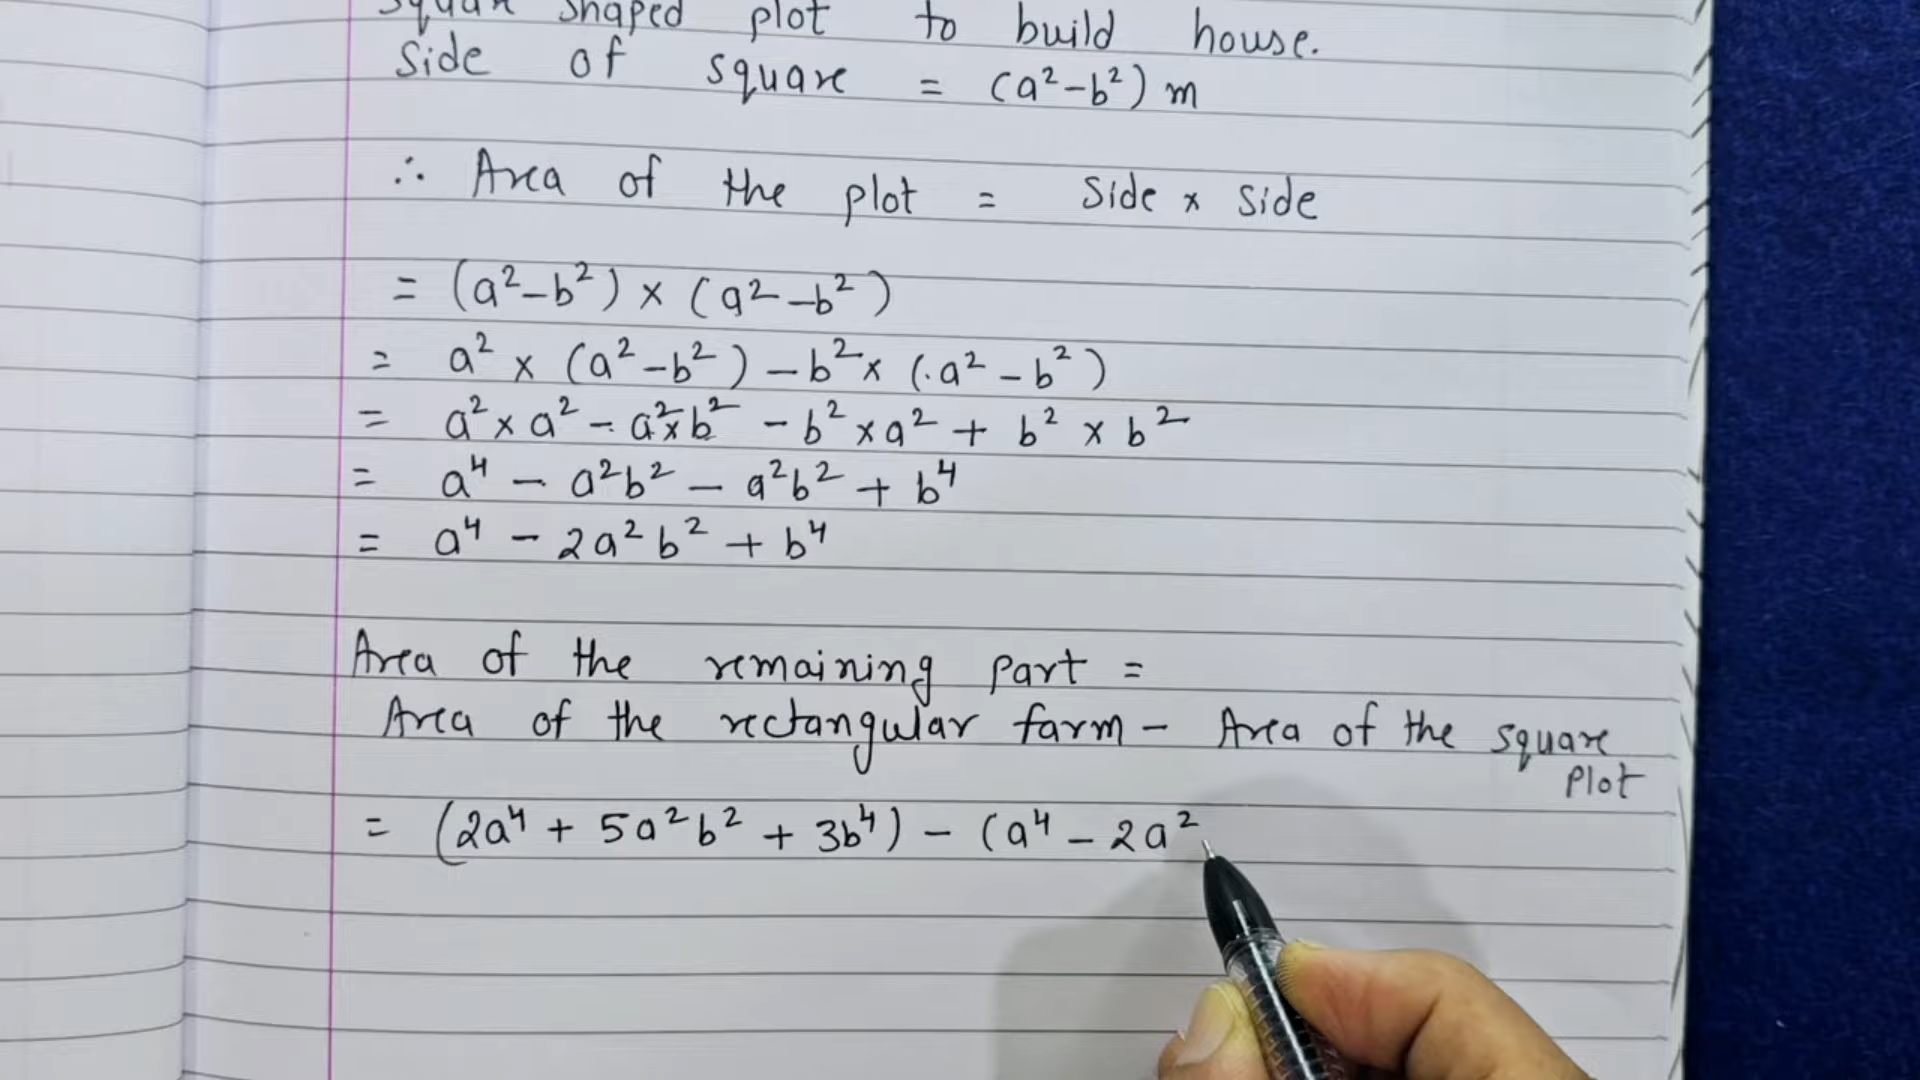 Squar shaped plot to build house.
Side of square = (a²-b²) m
∴ Area of the plot = Side × Side
= (a²-b²) × (a²-b²)
= a² × (a²-b²) - b² × (a²-b²)
= a² × a² - a² × b² - b² × a² + b² × b²
= a⁴ - a²b² - a²b² + b⁴
= a⁴ - 2a²b² + b⁴
Area of the remaining part =
Area of the rectangular farm - Area of the square
Plot
= (2a⁴ + 5a²b² + 3b⁴) - (a⁴ - 2a²